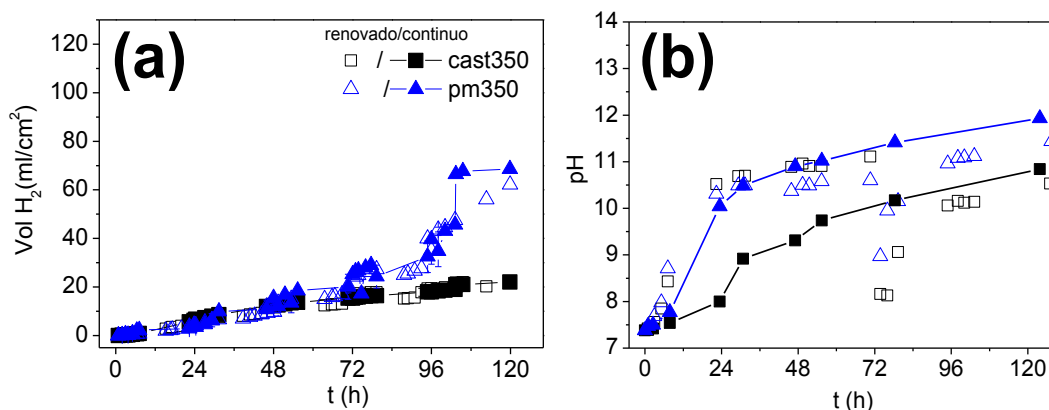 (a)
renovado/continuo
/ cast350
/ pm350
Vol H2(ml/cm2)
120
100
80
60
40
20
0
0 24 48 72 96 120
t (h)
(b)
pH
14
13
12
11
10
9
8
7
0 24 48 72 96 120
t (h)